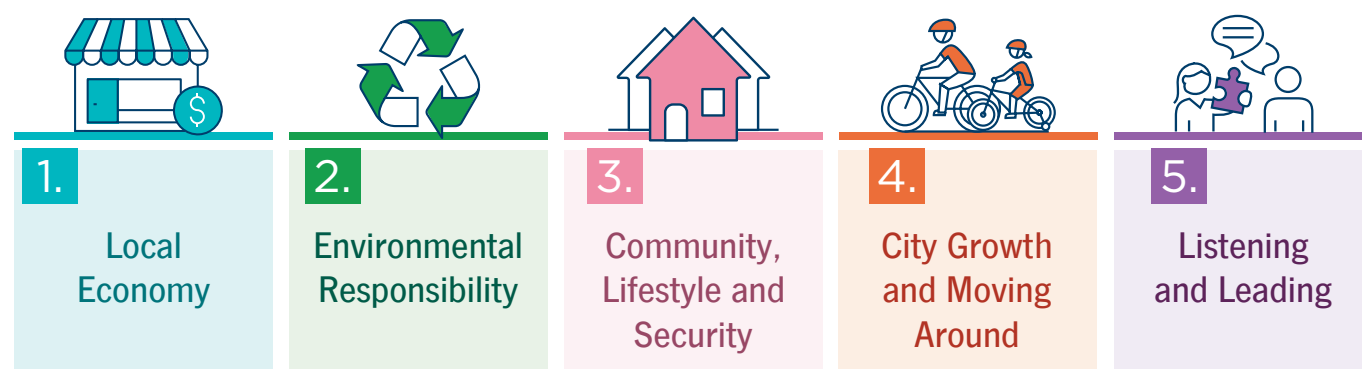 $
1.
Local
Economy
2.
Environmental
Responsibility
3.
Community,
Lifestyle and
Security
4.
City Growth
and Moving
Around
5.
Listening
and Leading